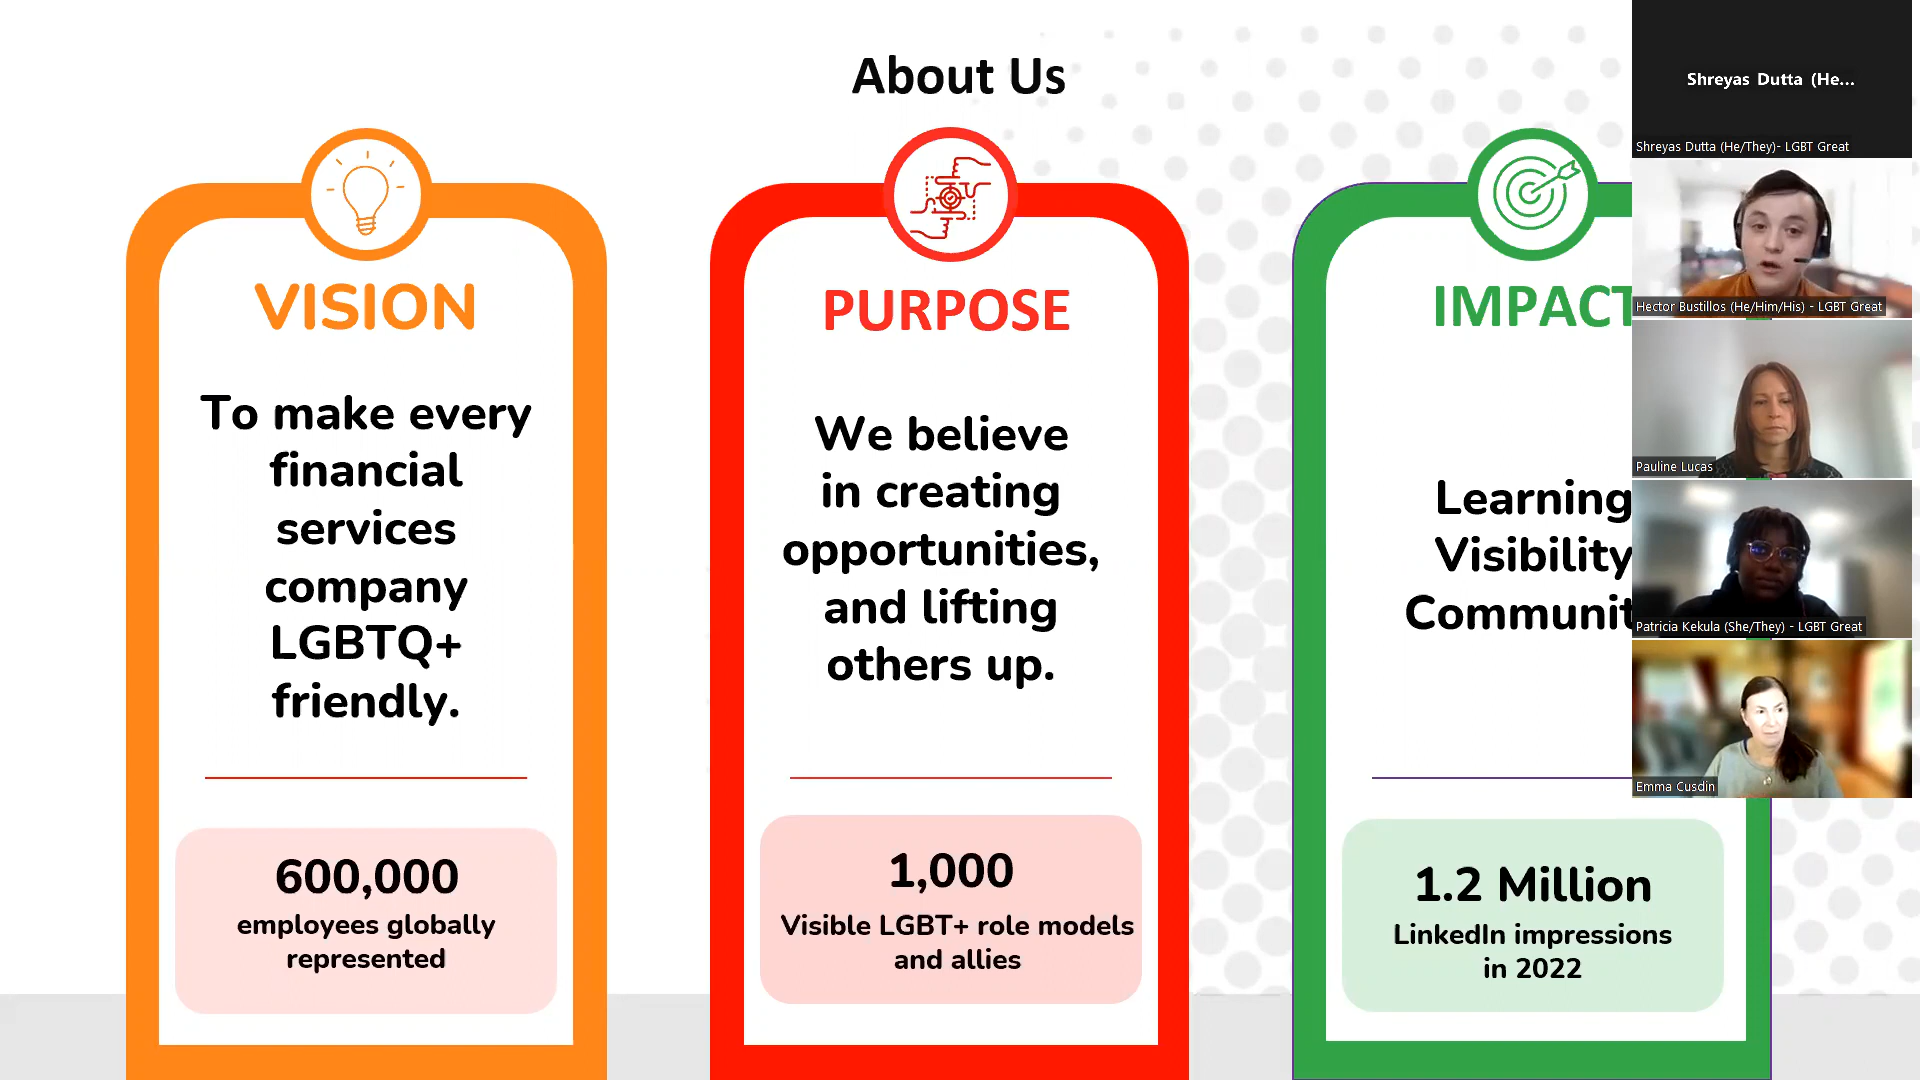 About Us
VISION
To make every
financial
services
company
LGBTQ+
friendly.
600,000
employees globally
represented
PURPOSE
We believe
in creating
opportunities,
and lifting
others up.
1,000
Visible LGBT+ role models
and allies
IMPACT
Learning
Visibility
Communit
1.2 Million
LinkedIn impressions
in 2022
Shreyas Dutta (He...
Shreyas Dutta (He/They)- LGBT Great
Hector Bustillos (He/Him/His) - LGBT Great
Pauline Lucas
Patricia Kekula (She/They) - LGBT Great
Emma Cusdin